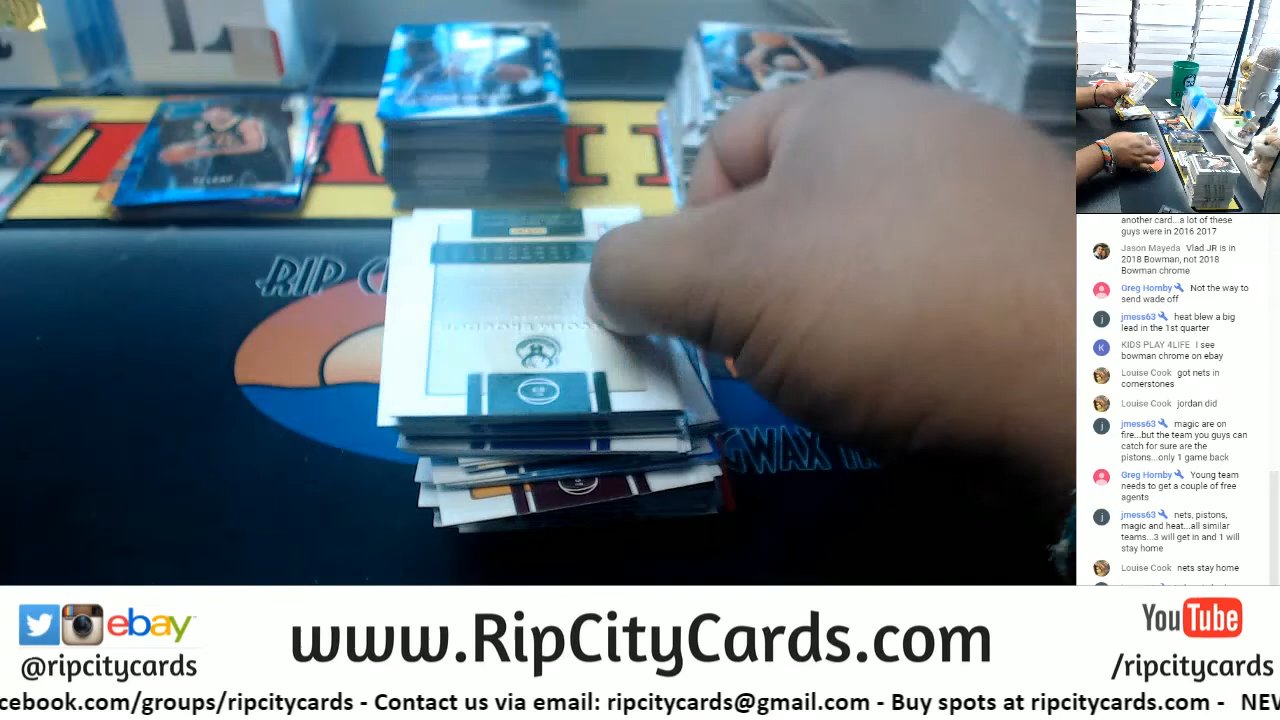 RIP C
GWAX
another card...a lot of these
guys were in 2016 2017
Jason Mayeda Vlad JR is in
2018 Bowman, not 2018
Bowman chrome
Greg Hornby Not the way to
send wade off
jmess63 heat blew a big
lead in the 1st quarter
KIDS PLAY 4LIFE I see
bowman chrome on ebay
Louise Cook got nets in
cornerstones
Louise Cook jordan did
jmess63 magic are on
fire...but the team you guys can
catch for sure are the
pistons...only 1 game back
Greg Hornby Young team
needs to get a couple of free
agents
jmess63 nets, pistons,
magic and heat...all similar
teams...3 will get in and 1 will
stay home
Louise Cook nets stay home
ebay
@ripcitycards
www.RipCityCards.com
YouTube
/ripcitycards
cebook.com/groups/ripcitycards - Contact us via email: ripcitycards@gmail.com - Buy spots at ripcitycards.com - NEV